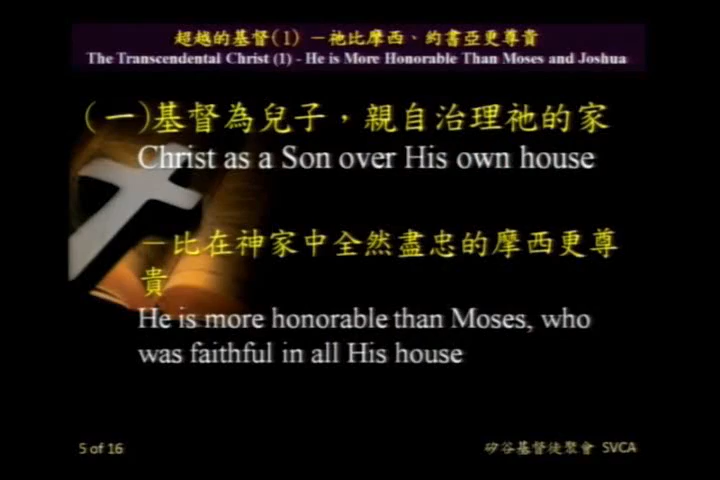 超越的基督(1) －祂比摩西、約書亞更尊貴
The Transcendental Christ (1) - He is More Honorable Than Moses and Joshua
(一)基督為兒子，親自治理祂的家
Christ as a Son over His own house
－比在神家中全然盡忠的摩西更尊
貴
He is more honorable than Moses, who
was faithful in all His house
5 of 16
矽谷基督徒聚會 SVCA